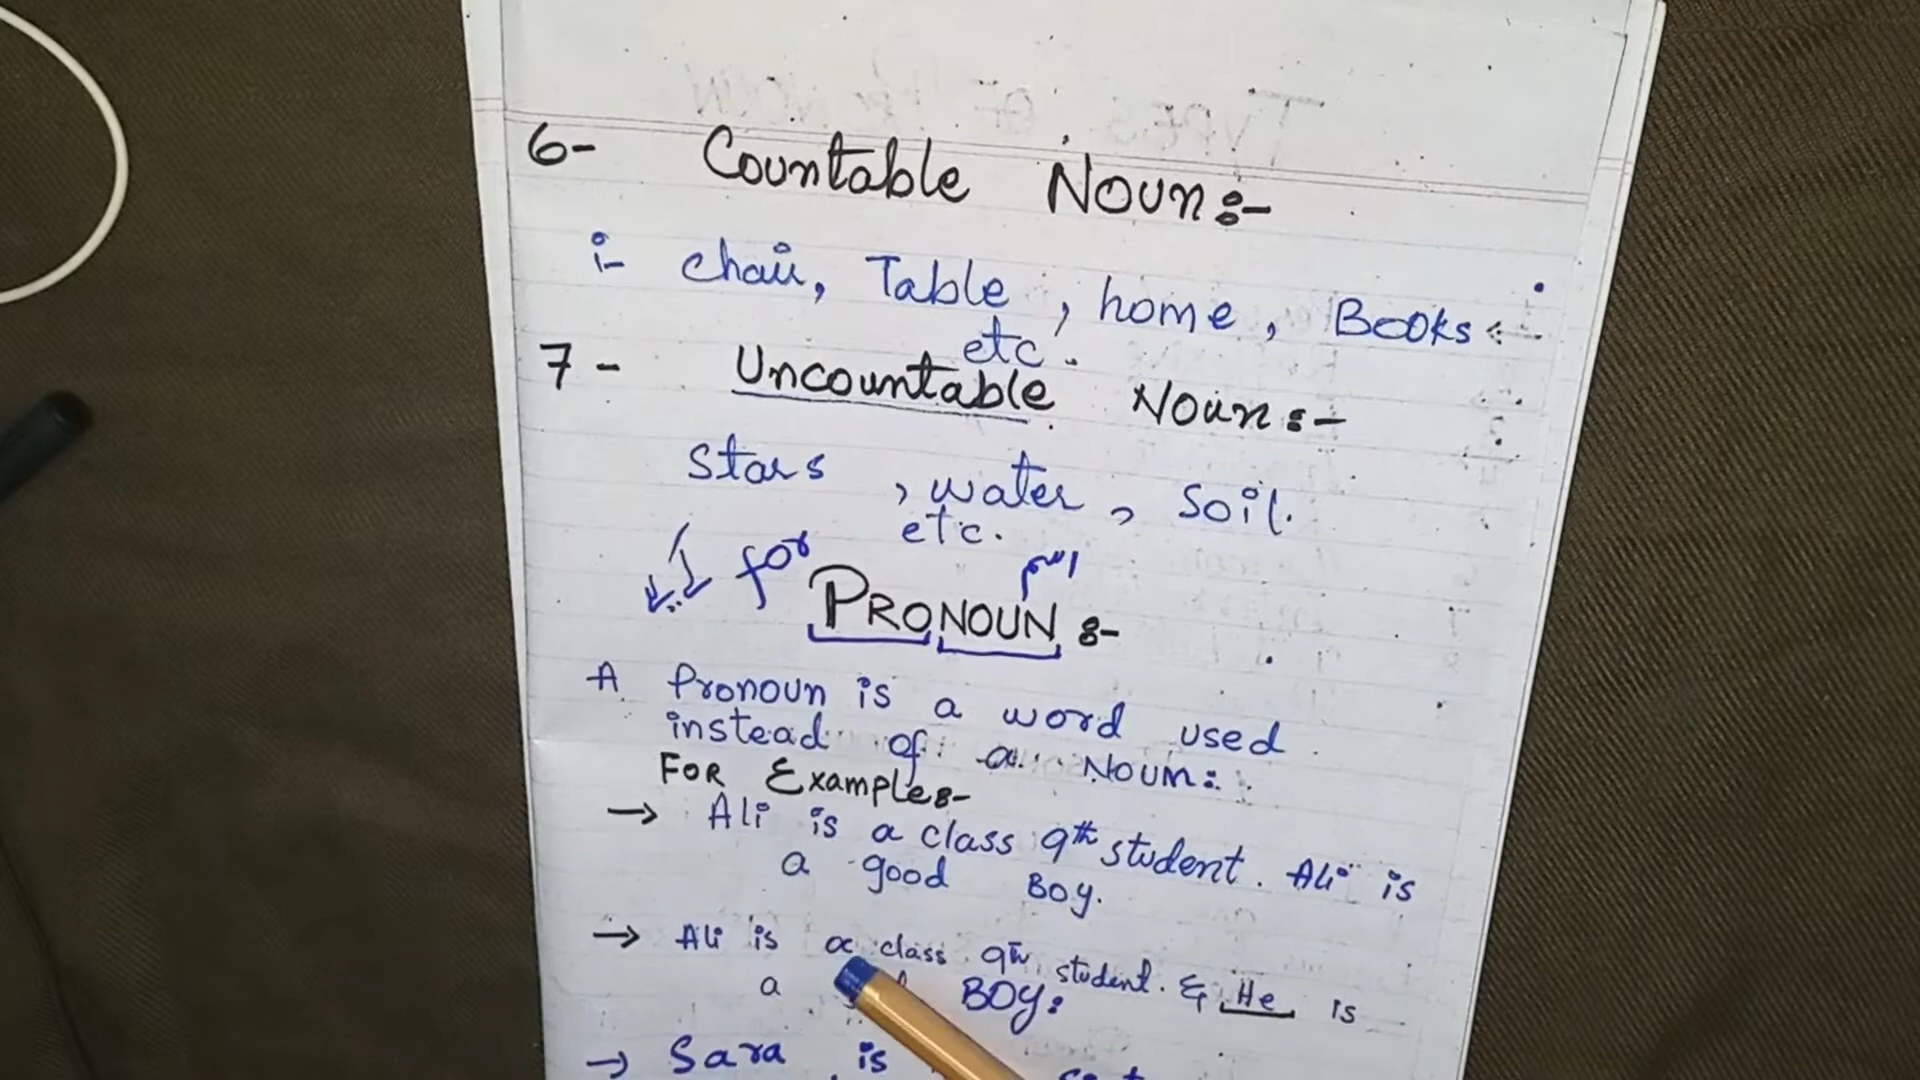 6- Countable Noun:-
i- chair, Table, home, Books
etc.
7- Uncountable Noun:-
Stars, water, Soil.
etc.
for اسم
PRONOUN :-
A Pronoun is a word used
instead of a Noun:
FOR Example:-
→ Ali is a class 9th student. Ali is
a good Boy.
→ Ali is a class 9th student. & He is
a BOY:
→ Sara is